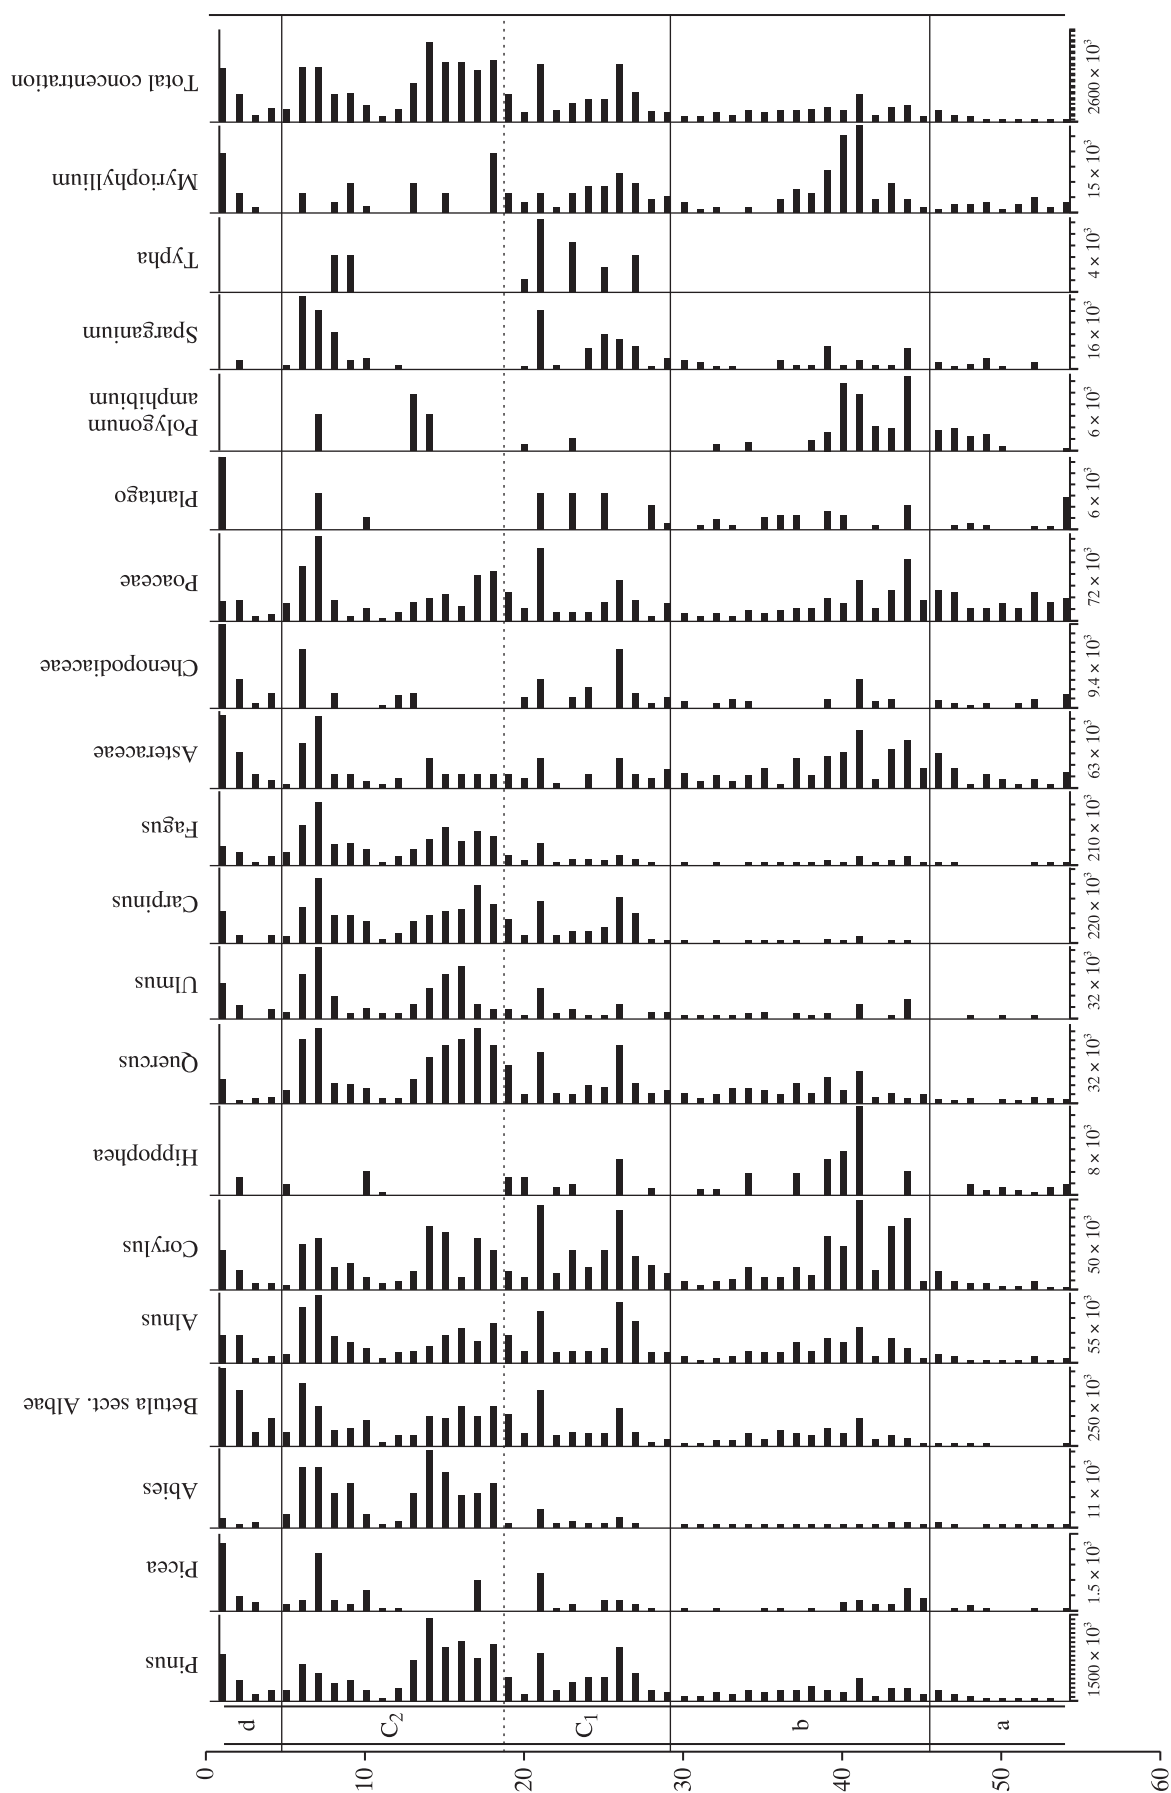 Total concentration
2600 × 10³
Myriophyllium
15 × 10³
Typha
4 × 10³
Sparganium
16 × 10³
Polygonum
amphibium
6 × 10³
Plantago
6 × 10³
Poaceae
72 × 10³
Chenopodiaceae
9.4 × 10³
Asteraceae
63 × 10³
Fagus
210 × 10³
Carpinus
220 × 10³
Ulmus
32 × 10³
Quercus
32 × 10³
Hippophea
8 × 10³
Corylus
50 × 10³
Alnus
55 × 10³
Betula sect. Albae
250 × 10³
Abies
11 × 10³
Picea
1.5 × 10³
Pinus
1500 × 10³
d
C₂
C₁
b
a
0
10
20
30
40
50
60